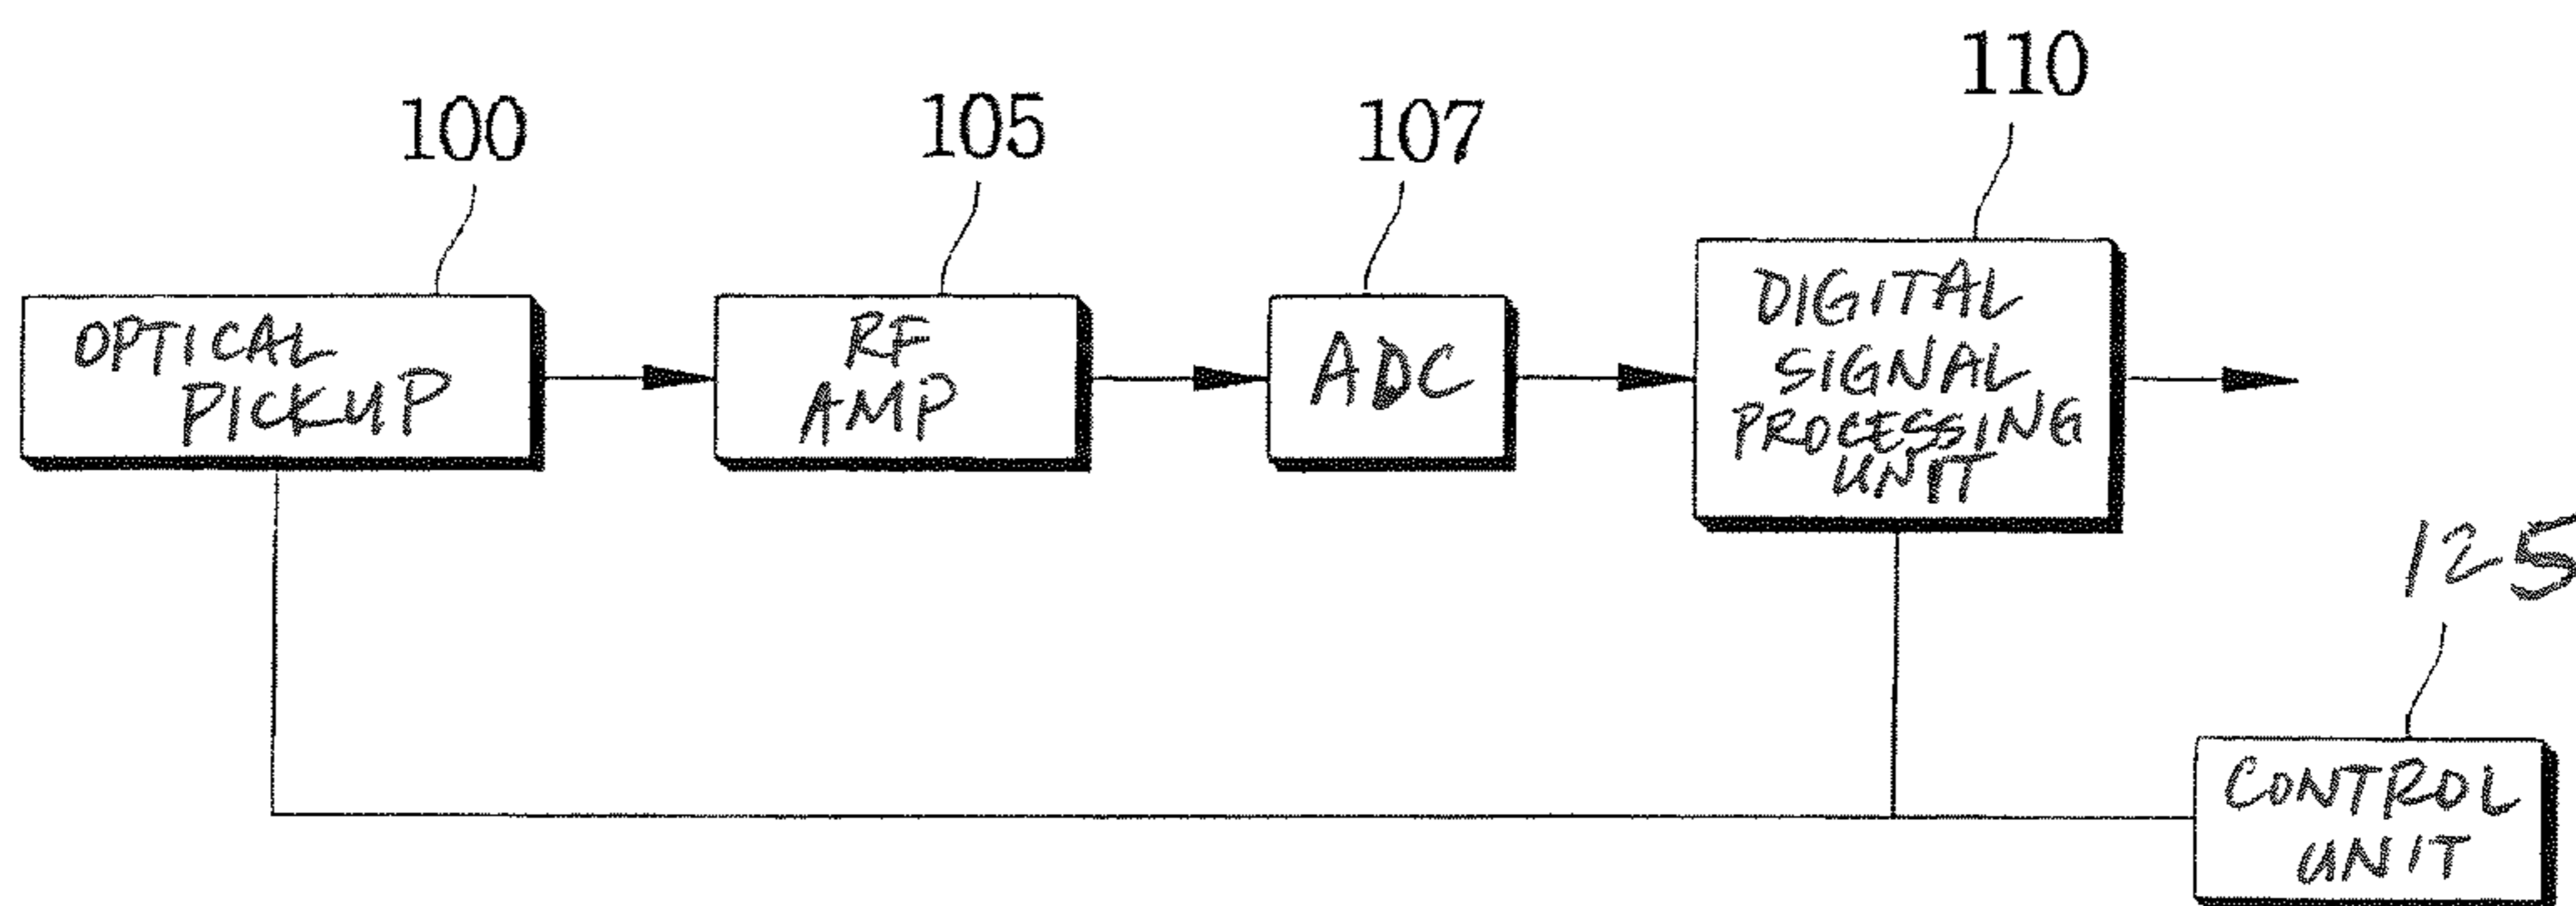 110
100
105
107
OPTICAL
PICKUP
RF
AMP
ADC
DIGITAL
SIGNAL
PROCESSING
UNIT
125
CONTROL
UNIT